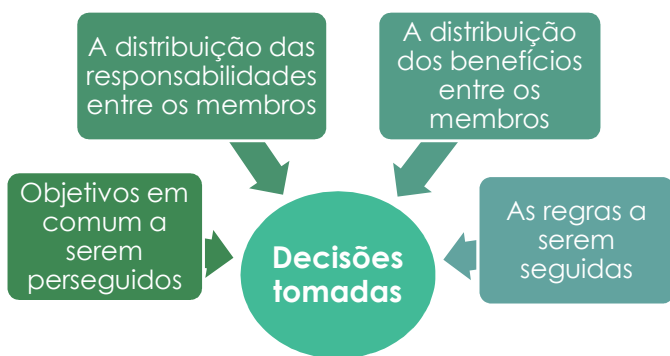 A distribuição das
responsabilidades
entre os membros
A distribuição
dos benefícios
entre os
membros
Objetivos em
comum a
serem
perseguidos
Decisões
tomadas
As regras a
serem
seguidas